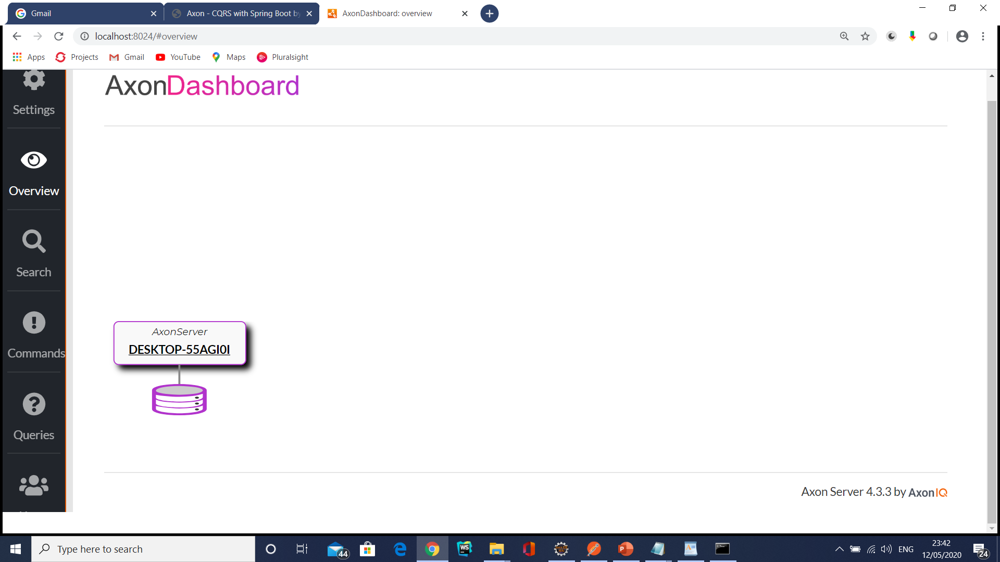 Gmail
Axon - CQRS with Spring Boot by
AxonDashboard: overview
localhost:8024/#overview
Apps
Projects
Gmail
YouTube
Maps
Pluralsight
AxonDashboard
Settings
Overview
Search
Commands
Queries
AxonServer
DESKTOP-55AGI0I
Axon Server 4.3.3 by AxonIQ
Type here to search
44
WS
P
ENG
23:42
12/05/2020
24